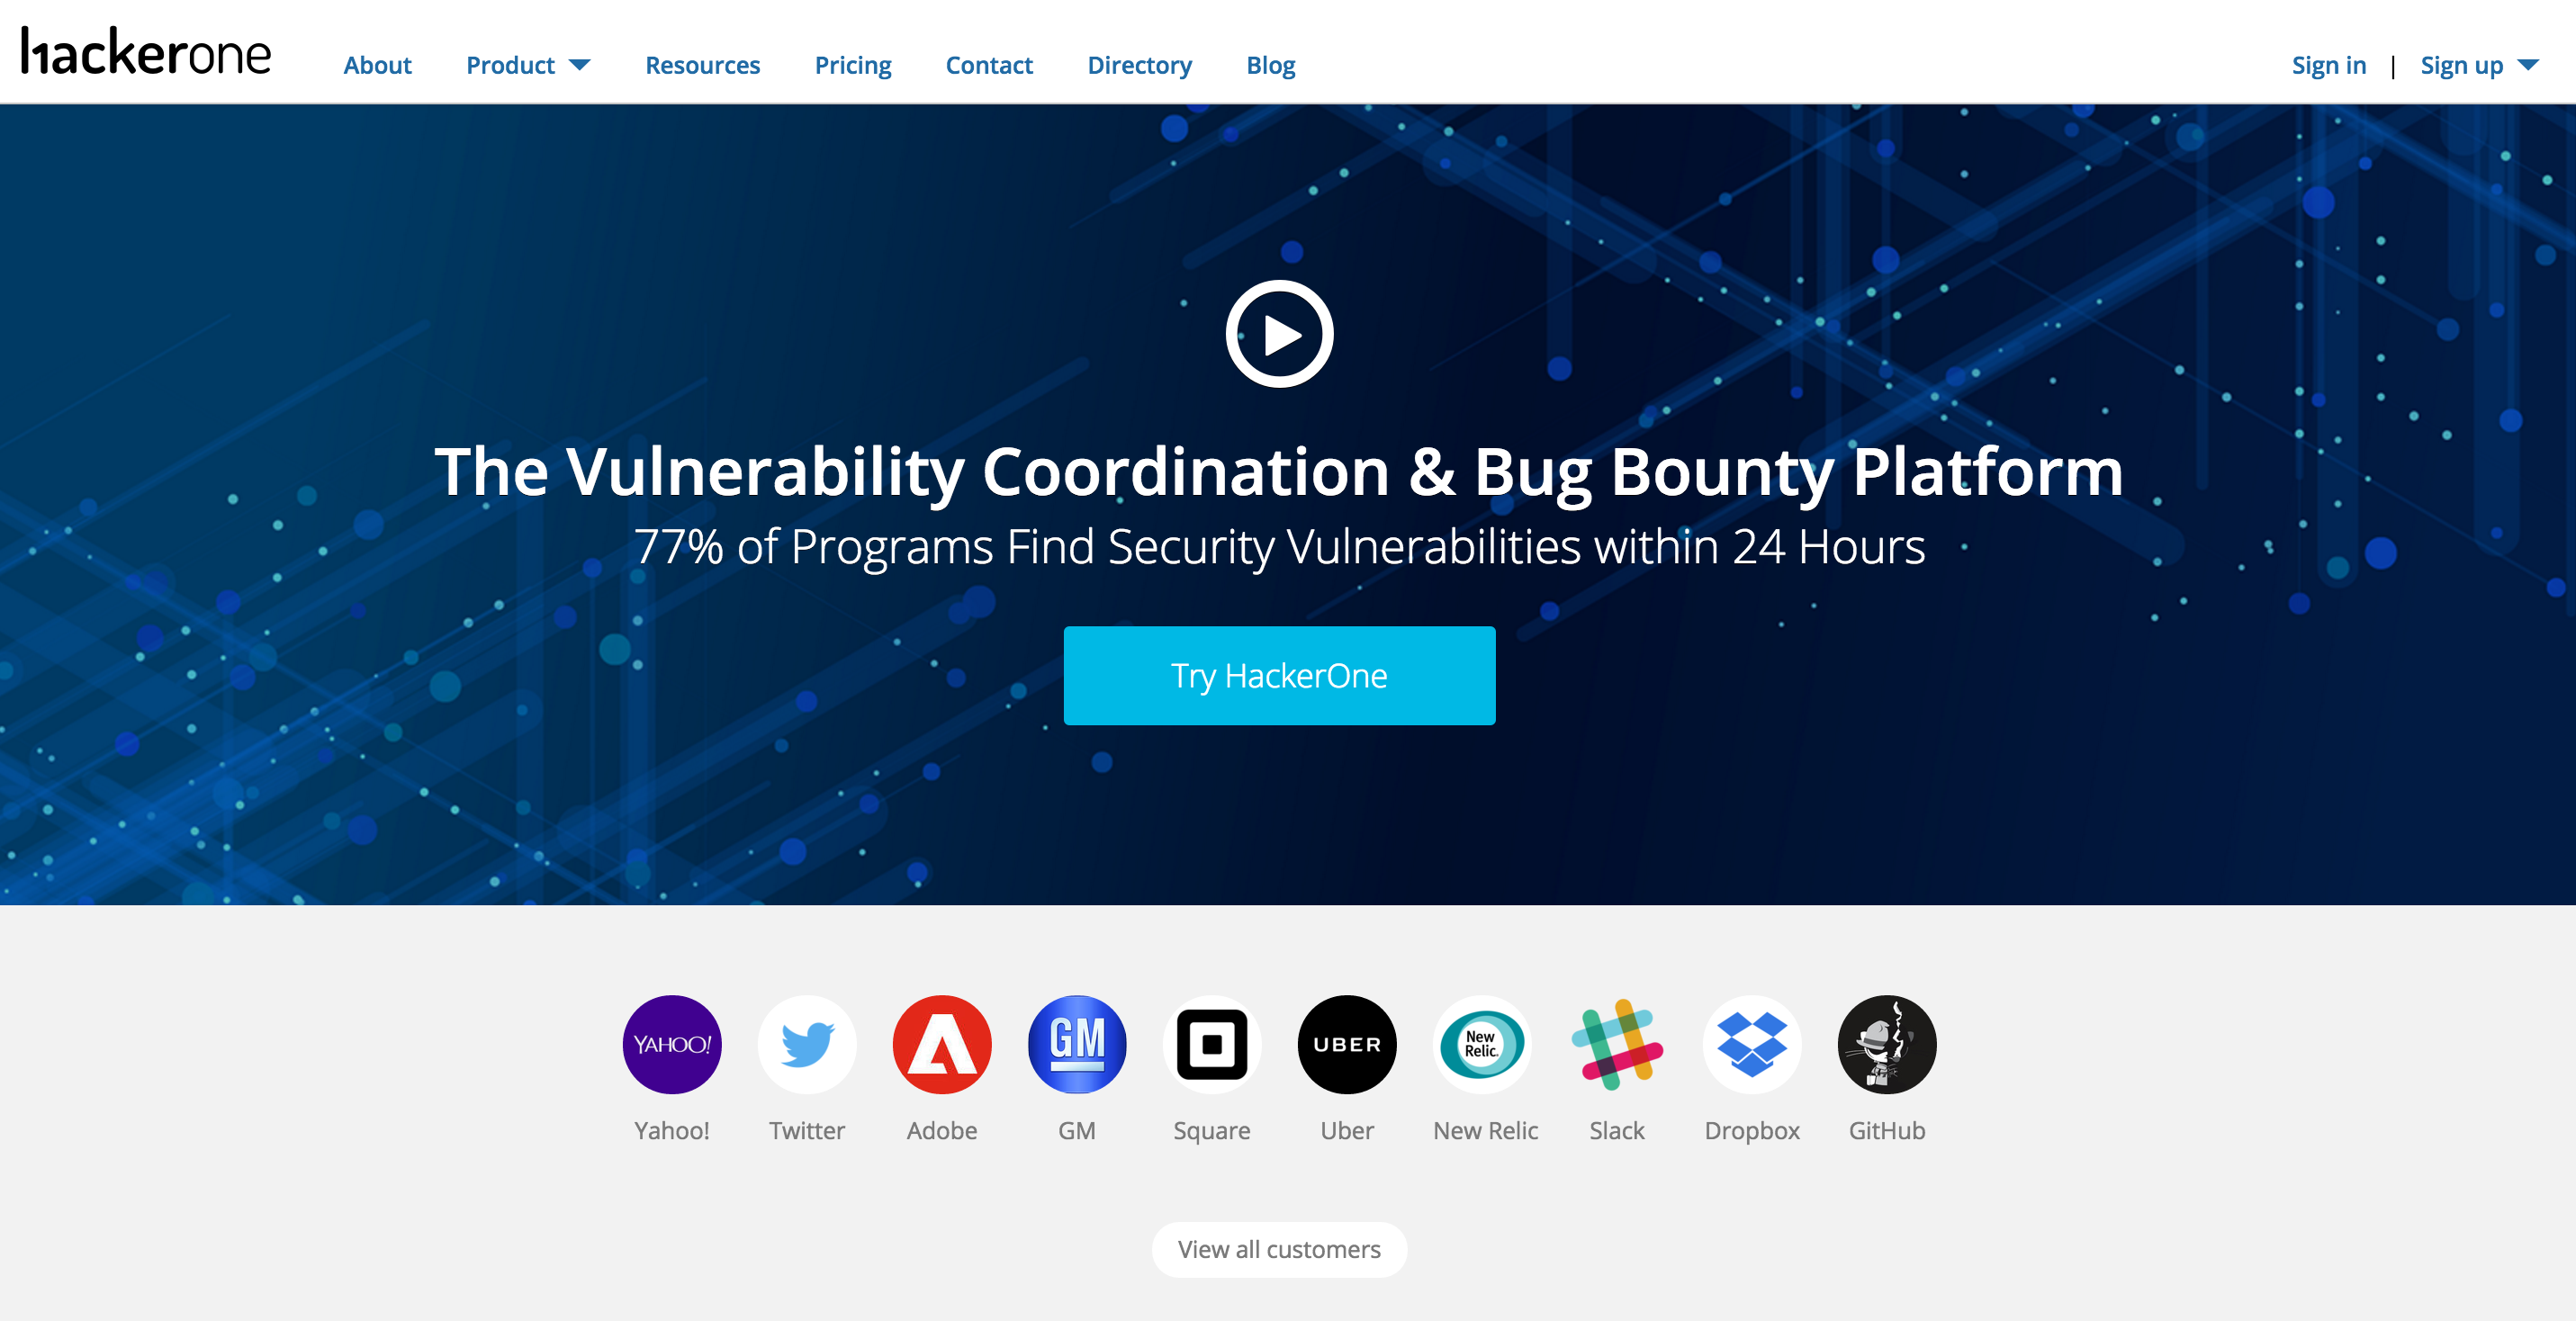 hackerone
About Product Resources Pricing Contact Directory Blog Sign in | Sign up
The Vulnerability Coordination & Bug Bounty Platform
77% of Programs Find Security Vulnerabilities within 24 Hours
Try HackerOne
YAHOO! GM UBER New Relic.
Yahoo! Twitter Adobe GM Square Uber New Relic Slack Dropbox GitHub
View all customers